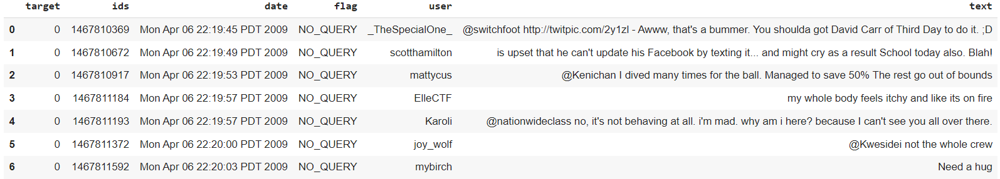 target ids date flag user text
0 0 1467810369 Mon Apr 06 22:19:45 PDT 2009 NO_QUERY _TheSpecialOne_ @switchfoot http://twitpic.com/2y1zl - Awww, that's a bummer. You shoulda got David Carr of Third Day to do it. ;D
1 0 1467810672 Mon Apr 06 22:19:49 PDT 2009 NO_QUERY scotthamilton is upset that he can't update his Facebook by texting it... and might cry as a result School today also. Blah!
2 0 1467810917 Mon Apr 06 22:19:53 PDT 2009 NO_QUERY mattycus @Kenichan I dived many times for the ball. Managed to save 50% The rest go out of bounds
3 0 1467811184 Mon Apr 06 22:19:57 PDT 2009 NO_QUERY ElleCTF my whole body feels itchy and like its on fire
4 0 1467811193 Mon Apr 06 22:19:57 PDT 2009 NO_QUERY Karoli @nationwideclass no, it's not behaving at all. i'm mad. why am i here? because I can't see you all over there.
5 0 1467811372 Mon Apr 06 22:20:00 PDT 2009 NO_QUERY joy_wolf @Kwesidei not the whole crew
6 0 1467811592 Mon Apr 06 22:20:03 PDT 2009 NO_QUERY mybirch Need a hug